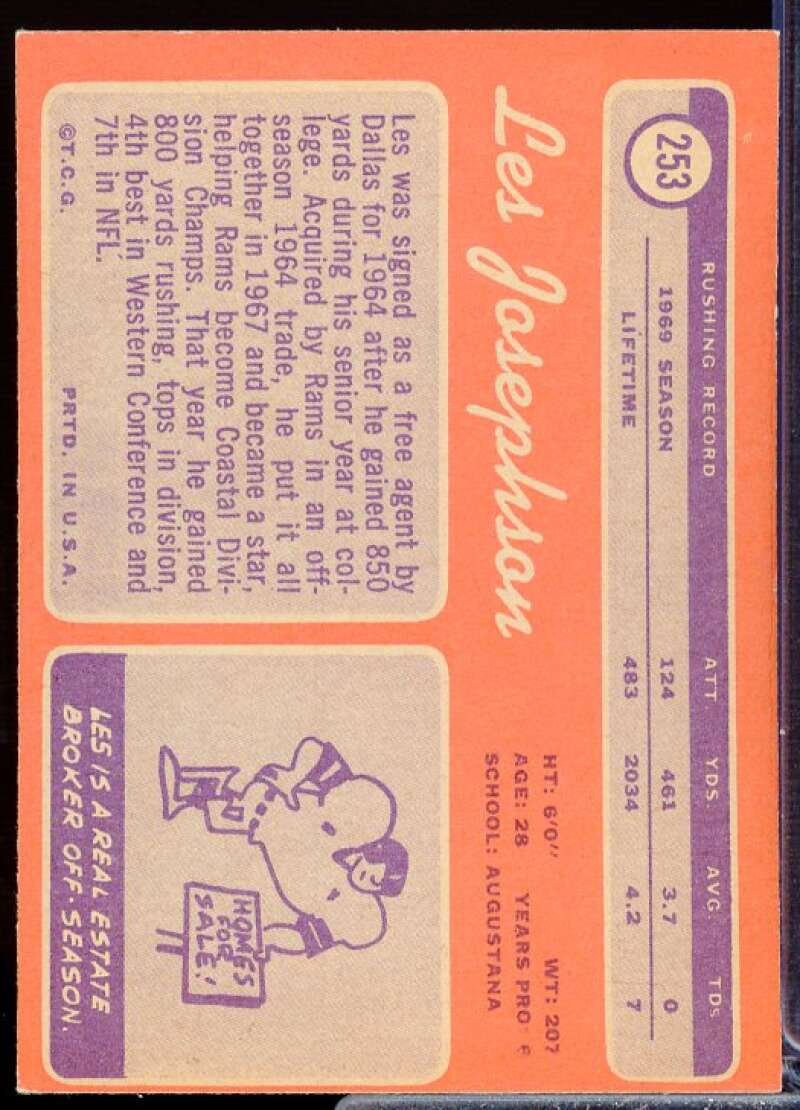 253
RUSHING RECORD ATT YDS. AVG. TDS
1969 SEASON 124 461 3.7 0
LIFETIME 483 2034 4.2 7
Les Josephson
HT: 6'0" WT: 207
AGE: 28 YEARS PRO
SCHOOL: AUGUSTANA
Les was signed as a free agent by
Dallas for 1964 after he gained 850
yards during his senior year at col-
lege. Acquired by Rams in an off-
season 1964 trade, he put it all
together in 1967 and became a star,
helping Rams become Coastal Divi-
sion Champs. That year he gained
800 yards rushing, tops in division,
4th best in Western Conference and
7th in NFL.
©T.C.G. PRTD. IN U.S.A.
HOMES
FOR
SALE!
LES IS A REAL ESTATE
BROKER OFF-SEASON.